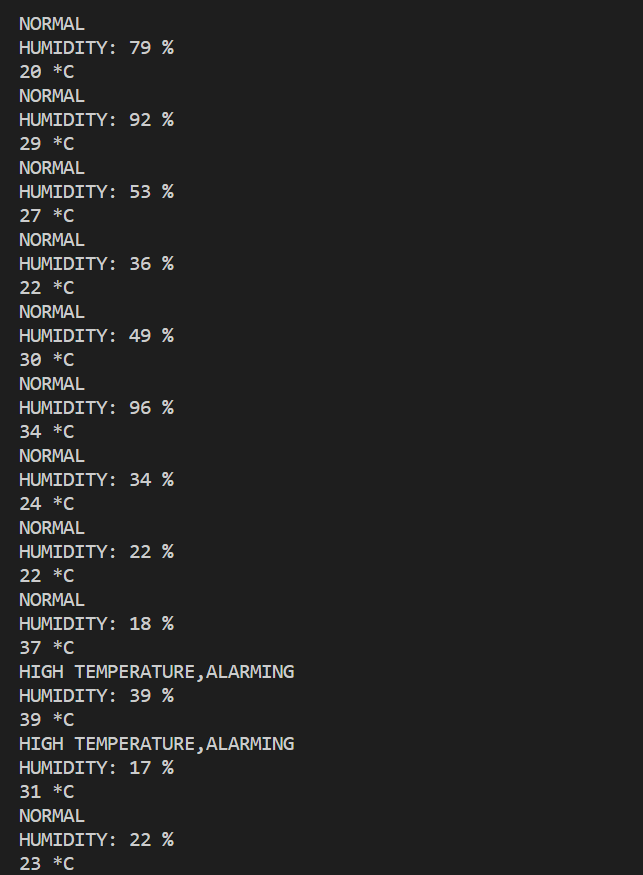 NORMAL
HUMIDITY: 79 %
20 *C
NORMAL
HUMIDITY: 92 %
29 *C
NORMAL
HUMIDITY: 53 %
27 *C
NORMAL
HUMIDITY: 36 %
22 *C
NORMAL
HUMIDITY: 49 %
30 *C
NORMAL
HUMIDITY: 96 %
34 *C
NORMAL
HUMIDITY: 34 %
24 *C
NORMAL
HUMIDITY: 22 %
22 *C
NORMAL
HUMIDITY: 18 %
37 *C
HIGH TEMPERATURE,ALARMING
HUMIDITY: 39 %
39 *C
HIGH TEMPERATURE,ALARMING
HUMIDITY: 17 %
31 *C
NORMAL
HUMIDITY: 22 %
23 *C